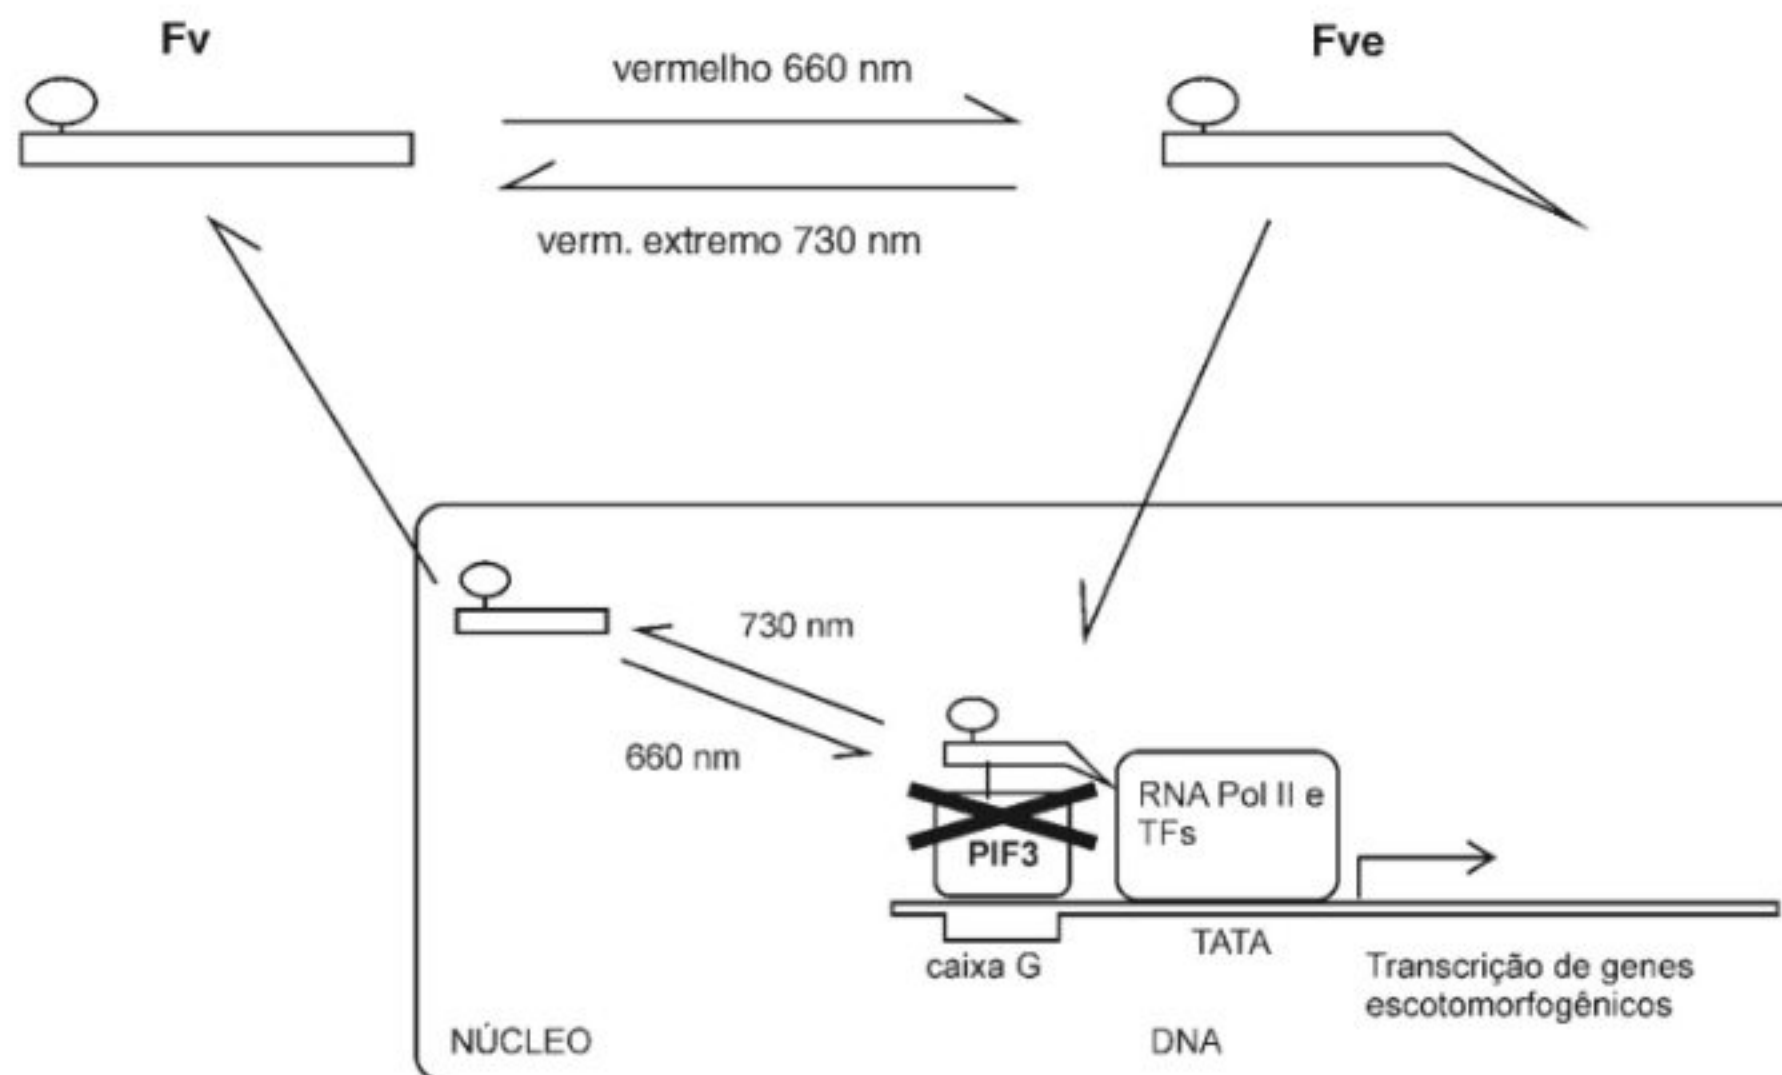 Fv
Fve
vermelho 660 nm
verm. extremo 730 nm
730 nm
660 nm
RNA Pol II e
TFs
PIF3
caixa G
TATA
Transcrição de genes
escotomorfogênicos
NÚCLEO
DNA